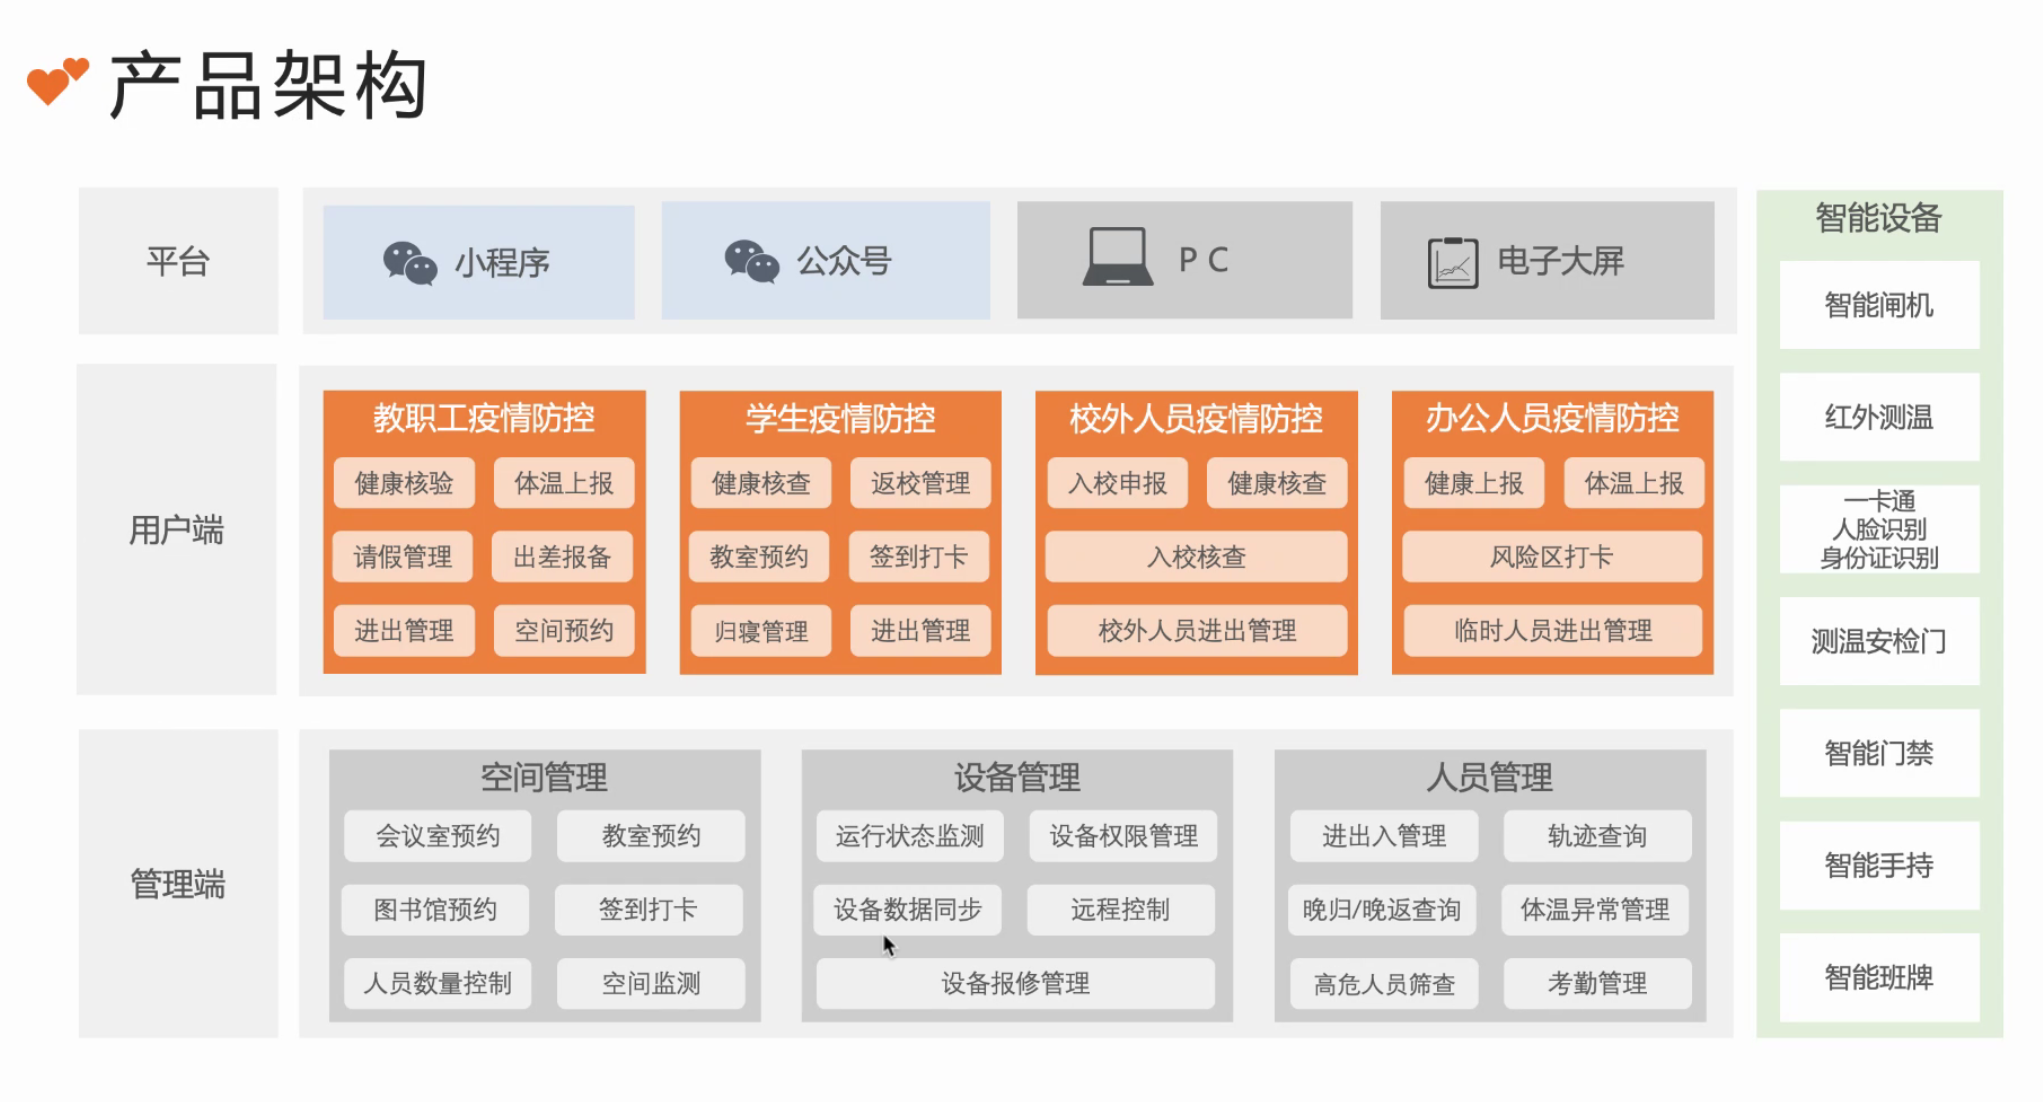 产品架构
平台
小程序
公众号
PC
电子大屏
用户端
教职工疫情防控
健康核验
体温上报
请假管理
出差报备
进出管理
空间预约
学生疫情防控
健康核查
返校管理
教室预约
签到打卡
归寝管理
进出管理
校外人员疫情防控
入校申报
健康核查
入校核查
校外人员进出管理
办公人员疫情防控
健康上报
体温上报
风险区打卡
临时人员进出管理
管理端
空间管理
会议室预约
教室预约
图书馆预约
签到打卡
人员数量控制
空间监测
设备管理
运行状态监测
设备权限管理
设备数据同步
远程控制
设备报修管理
人员管理
进出入管理
轨迹查询
晚归/晚返查询
体温异常管理
高危人员筛查
考勤管理
智能设备
智能闸机
红外测温
一卡通
人脸识别
身份证识别
测温安检门
智能门禁
智能手持
智能班牌